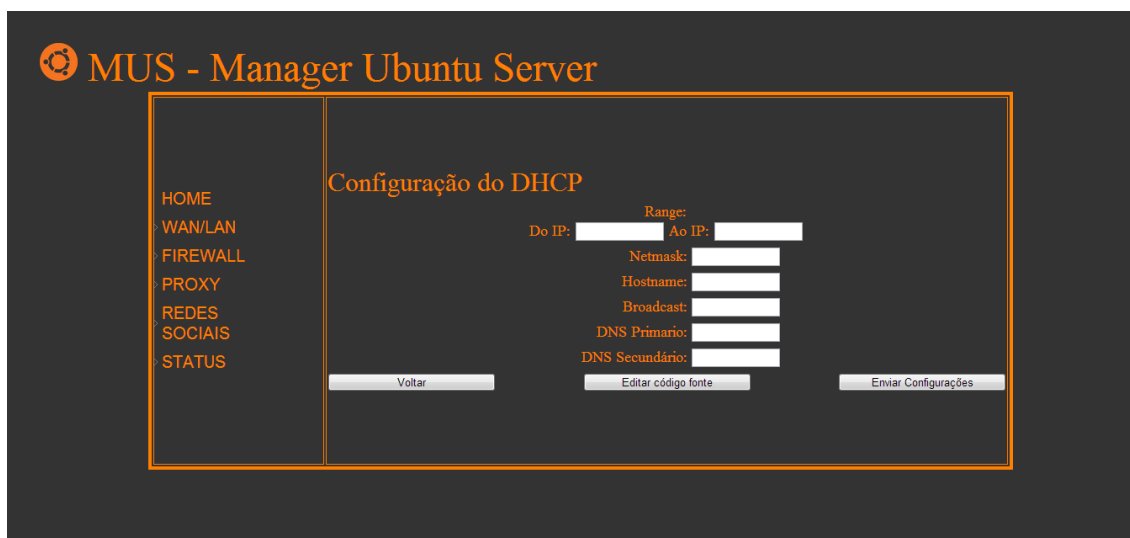 MUS - Manager Ubuntu Server
HOME
WAN/LAN
FIREWALL
PROXY
REDES
SOCIAIS
STATUS
Configuração do DHCP
Range:
Do IP: Ao IP:
Netmask:
Hostname:
Broadcast:
DNS Primario:
DNS Secundário:
Voltar Editar código fonte Enviar Configurações